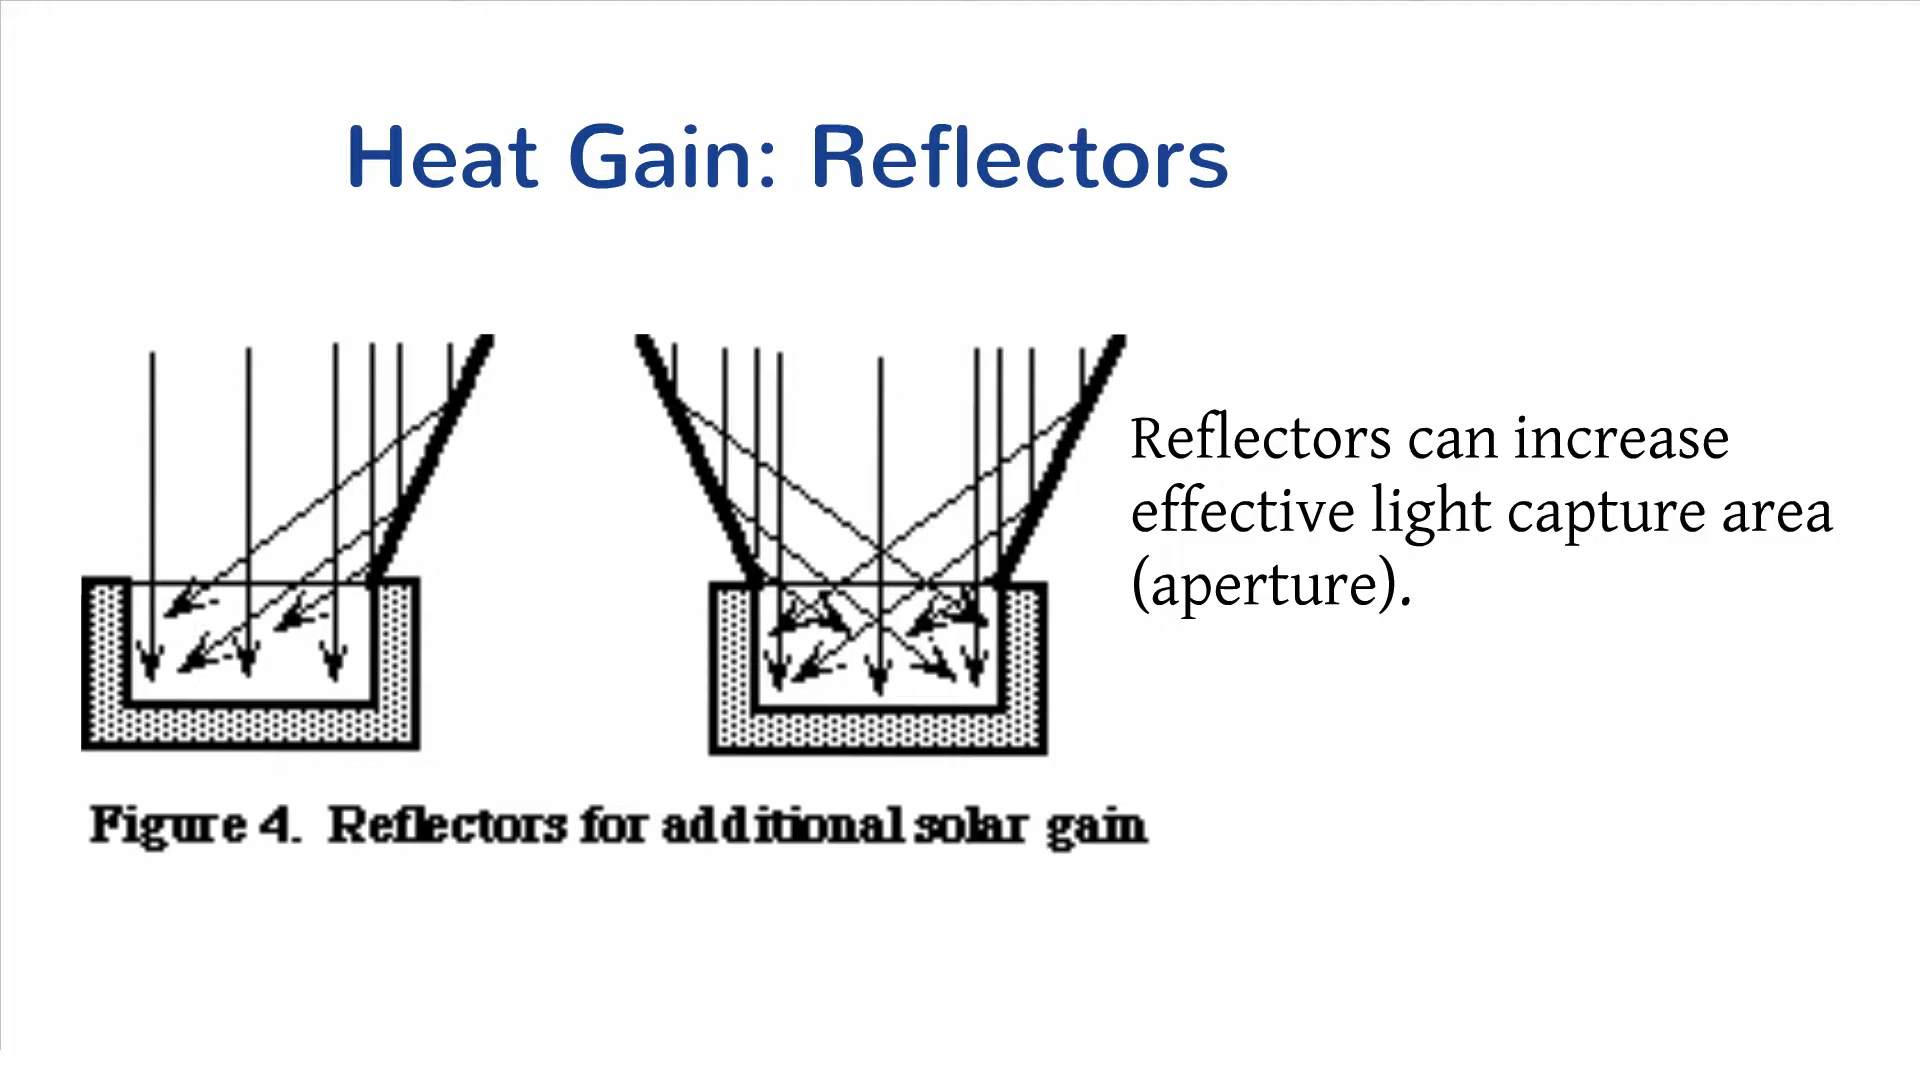 Heat Gain: Reflectors
Reflectors can increase
effective light capture area
(aperture).
Figure 4. Reflectors for additional solar gain